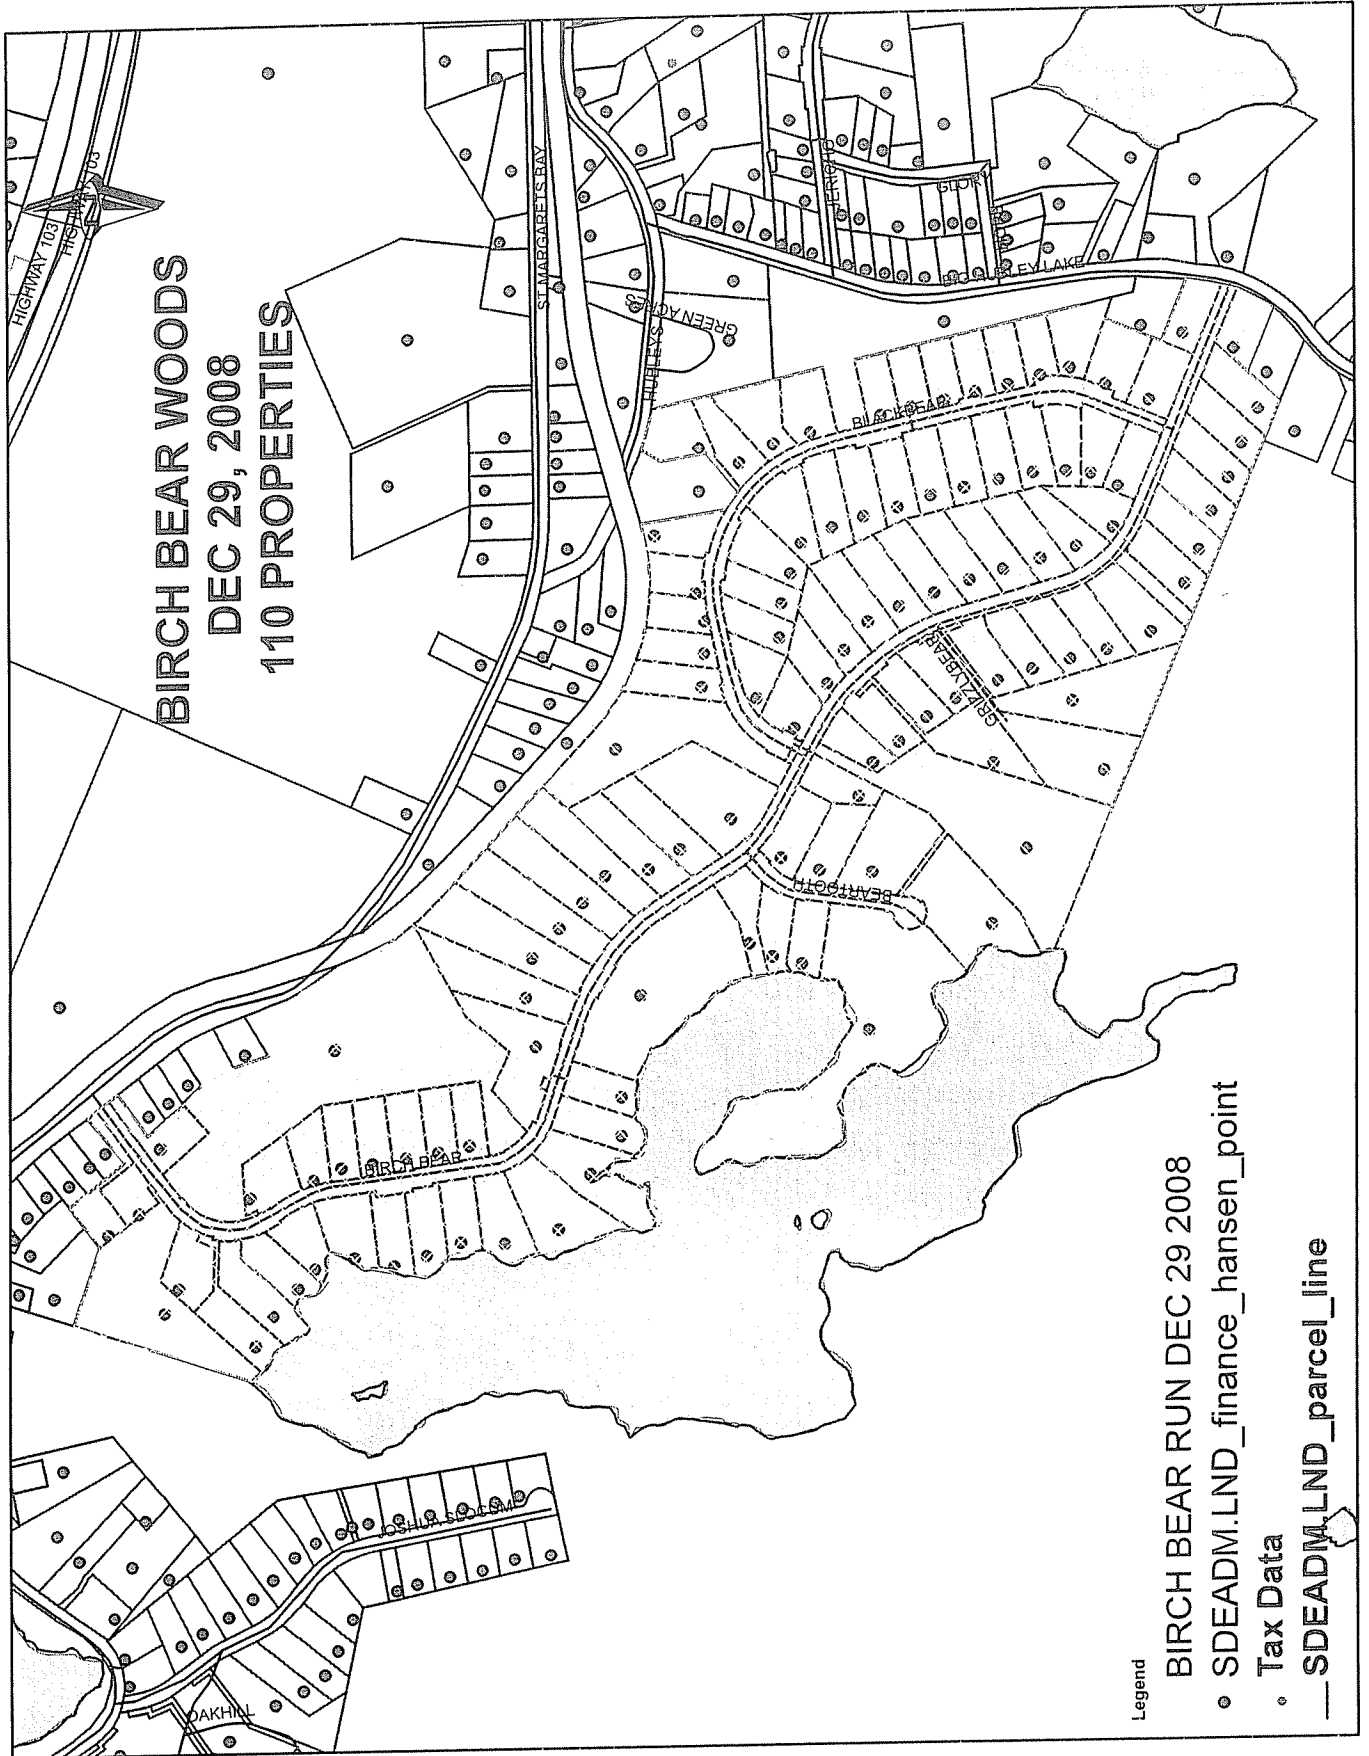 BIRCH BEAR WOODS
DEC 29, 2008
110 PROPERTIES
HIGHWAY 103
ST MARGARETS BAY
HUBLEYS
GREEN ACRES
JERICHO
BLACK BEAR
GRIZZLY BEAR
BEARTOOTH
BIRCH BEAR
JOSHUA SLOCUM
OAKHILL
Legend
BIRCH BEAR RUN DEC 29 2008
SDEADM.LND_finance_hansen_point
Tax Data
SDEADM.LND_parcel_line